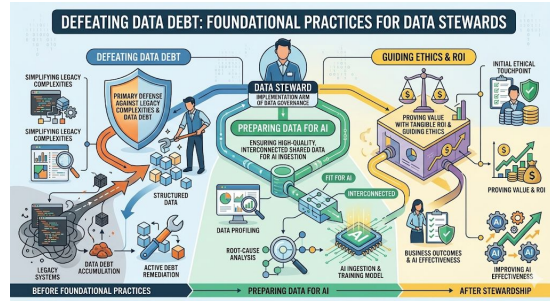 DEFEATING DATA DEBT: FOUNDATIONAL PRACTICES FOR DATA STEWARDS
DEFEATING DATA DEBT
SIMPLIFYING LEGACY
COMPLEXITIES
SIMPLIFYING LEGACY
COMPLEXITIES
PRIMARY DEFENSE
AGAINST LEGACY
COMPLEXITIES &
DATA DEBT
STRUCTURED
DATA
LEGACY
SYSTEMS
DATA DEBT
ACCUMULATION
ACTIVE DEBT
REMEDIATION
DATA STEWARD
IMPLEMENTATION ARM
OF DATA GOVERNANCE
PREPARING DATA FOR AI
ENSURING HIGH-QUALITY,
INTERCONNECTED SHARED DATA
FOR AI INGESTION
FIT FOR AI
INTERCONNECTED
DATA PROFILING
ROOT-CAUSE
ANALYSIS
AI
AI INGESTION &
TRAINING MODEL
GUIDING ETHICS & ROI
INITIAL ETHICAL
TOUCHPOINT
PROVING VALUE
WITH TANGIBLE ROI &
GUIDING ETHICS
PROVING VALUE & ROI
BUSINESS OUTCOMES
& AI EFFECTIVENESS
AI
AI
IMPROVING AI
EFFECTIVENESS
BEFORE FOUNDATIONAL PRACTICES
PREPARING DATA FOR AI
AFTER STEWARDSHIP